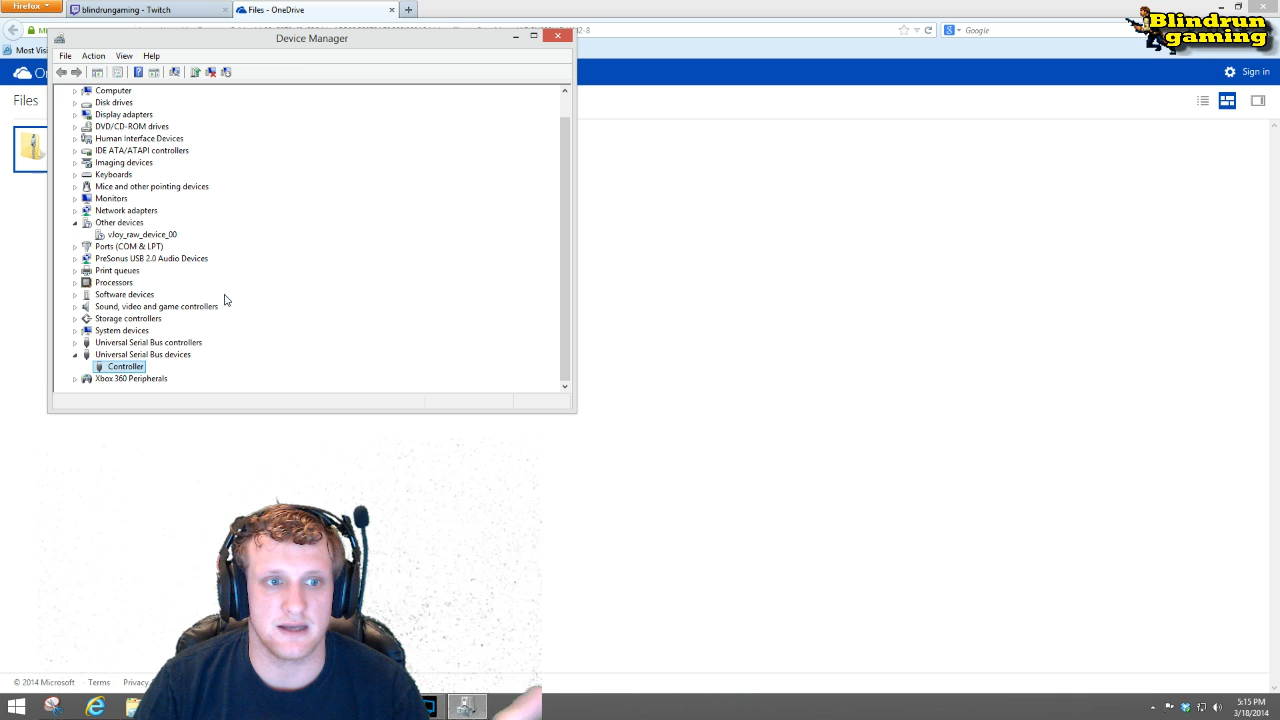 Firefox
blindrungaming - Twitch
Files - OneDrive
Google
Most Vis
Blindrun
gaming
Device Manager
File Action View Help
Sign in
Files
Computer
Disk drives
Display adapters
DVD/CD-ROM drives
Human Interface Devices
IDE ATA/ATAPI controllers
Imaging devices
Keyboards
Mice and other pointing devices
Monitors
Network adapters
Other devices
vJoy_raw_device_00
Ports (COM & LPT)
PreSonus USB 2.0 Audio Devices
Print queues
Processors
Software devices
Sound, video and game controllers
Storage controllers
System devices
Universal Serial Bus controllers
Universal Serial Bus devices
Controller
Xbox 360 Peripherals
© 2014 Microsoft Terms Privacy
5:15 PM
3/18/2014